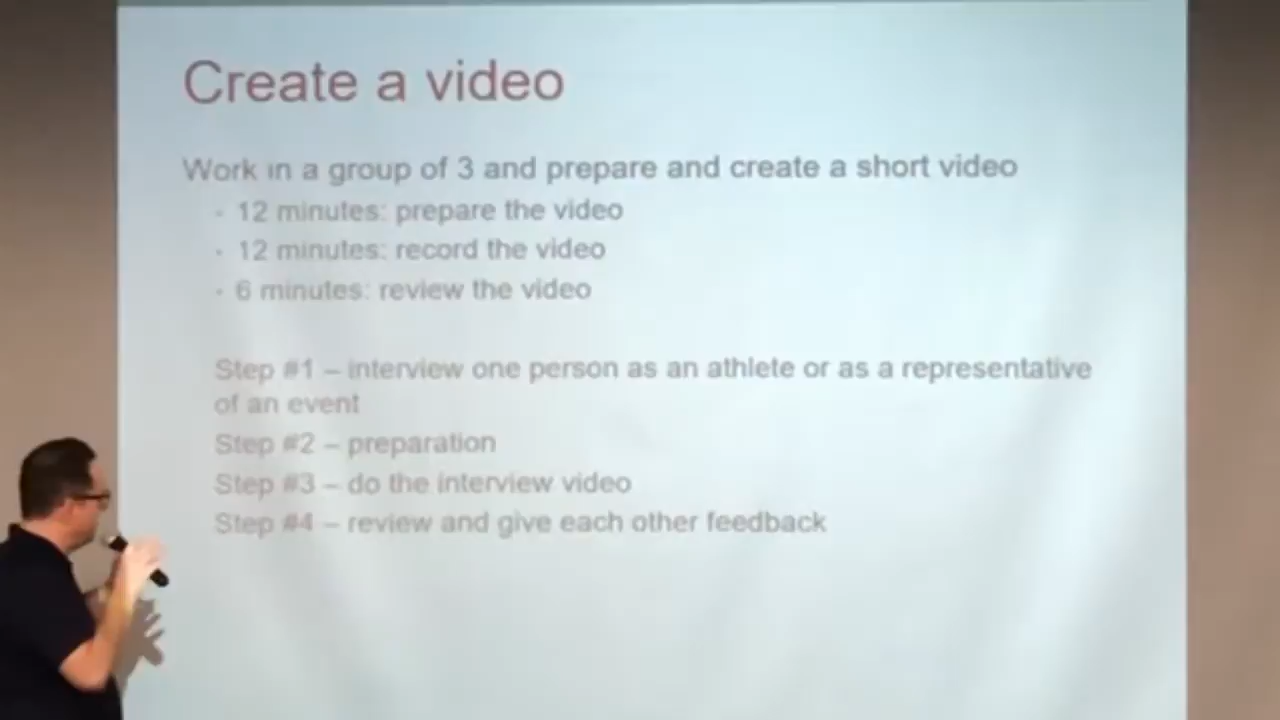 Create a video
Work in a group of 3 and prepare and create a short video
- 12 minutes: prepare the video
- 12 minutes: record the video
- 6 minutes: review the video
Step #1 – interview one person as an athlete or as a representative
of an event
Step #2 – preparation
Step #3 – do the interview video
Step #4 – review and give each other feedback